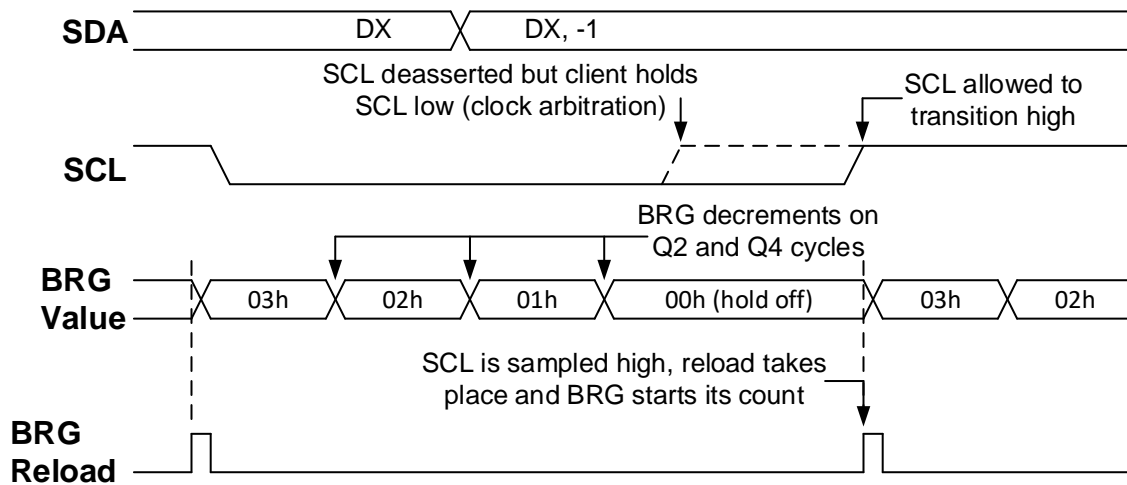 SDA
DX
DX, -1
SCL deasserted but client holds
SCL low (clock arbitration)
SCL allowed to
transition high
SCL
BRG decrements on
Q2 and Q4 cycles
BRG
Value
03h
02h
01h
00h (hold off)
03h
02h
SCL is sampled high, reload takes
place and BRG starts its count
BRG
Reload